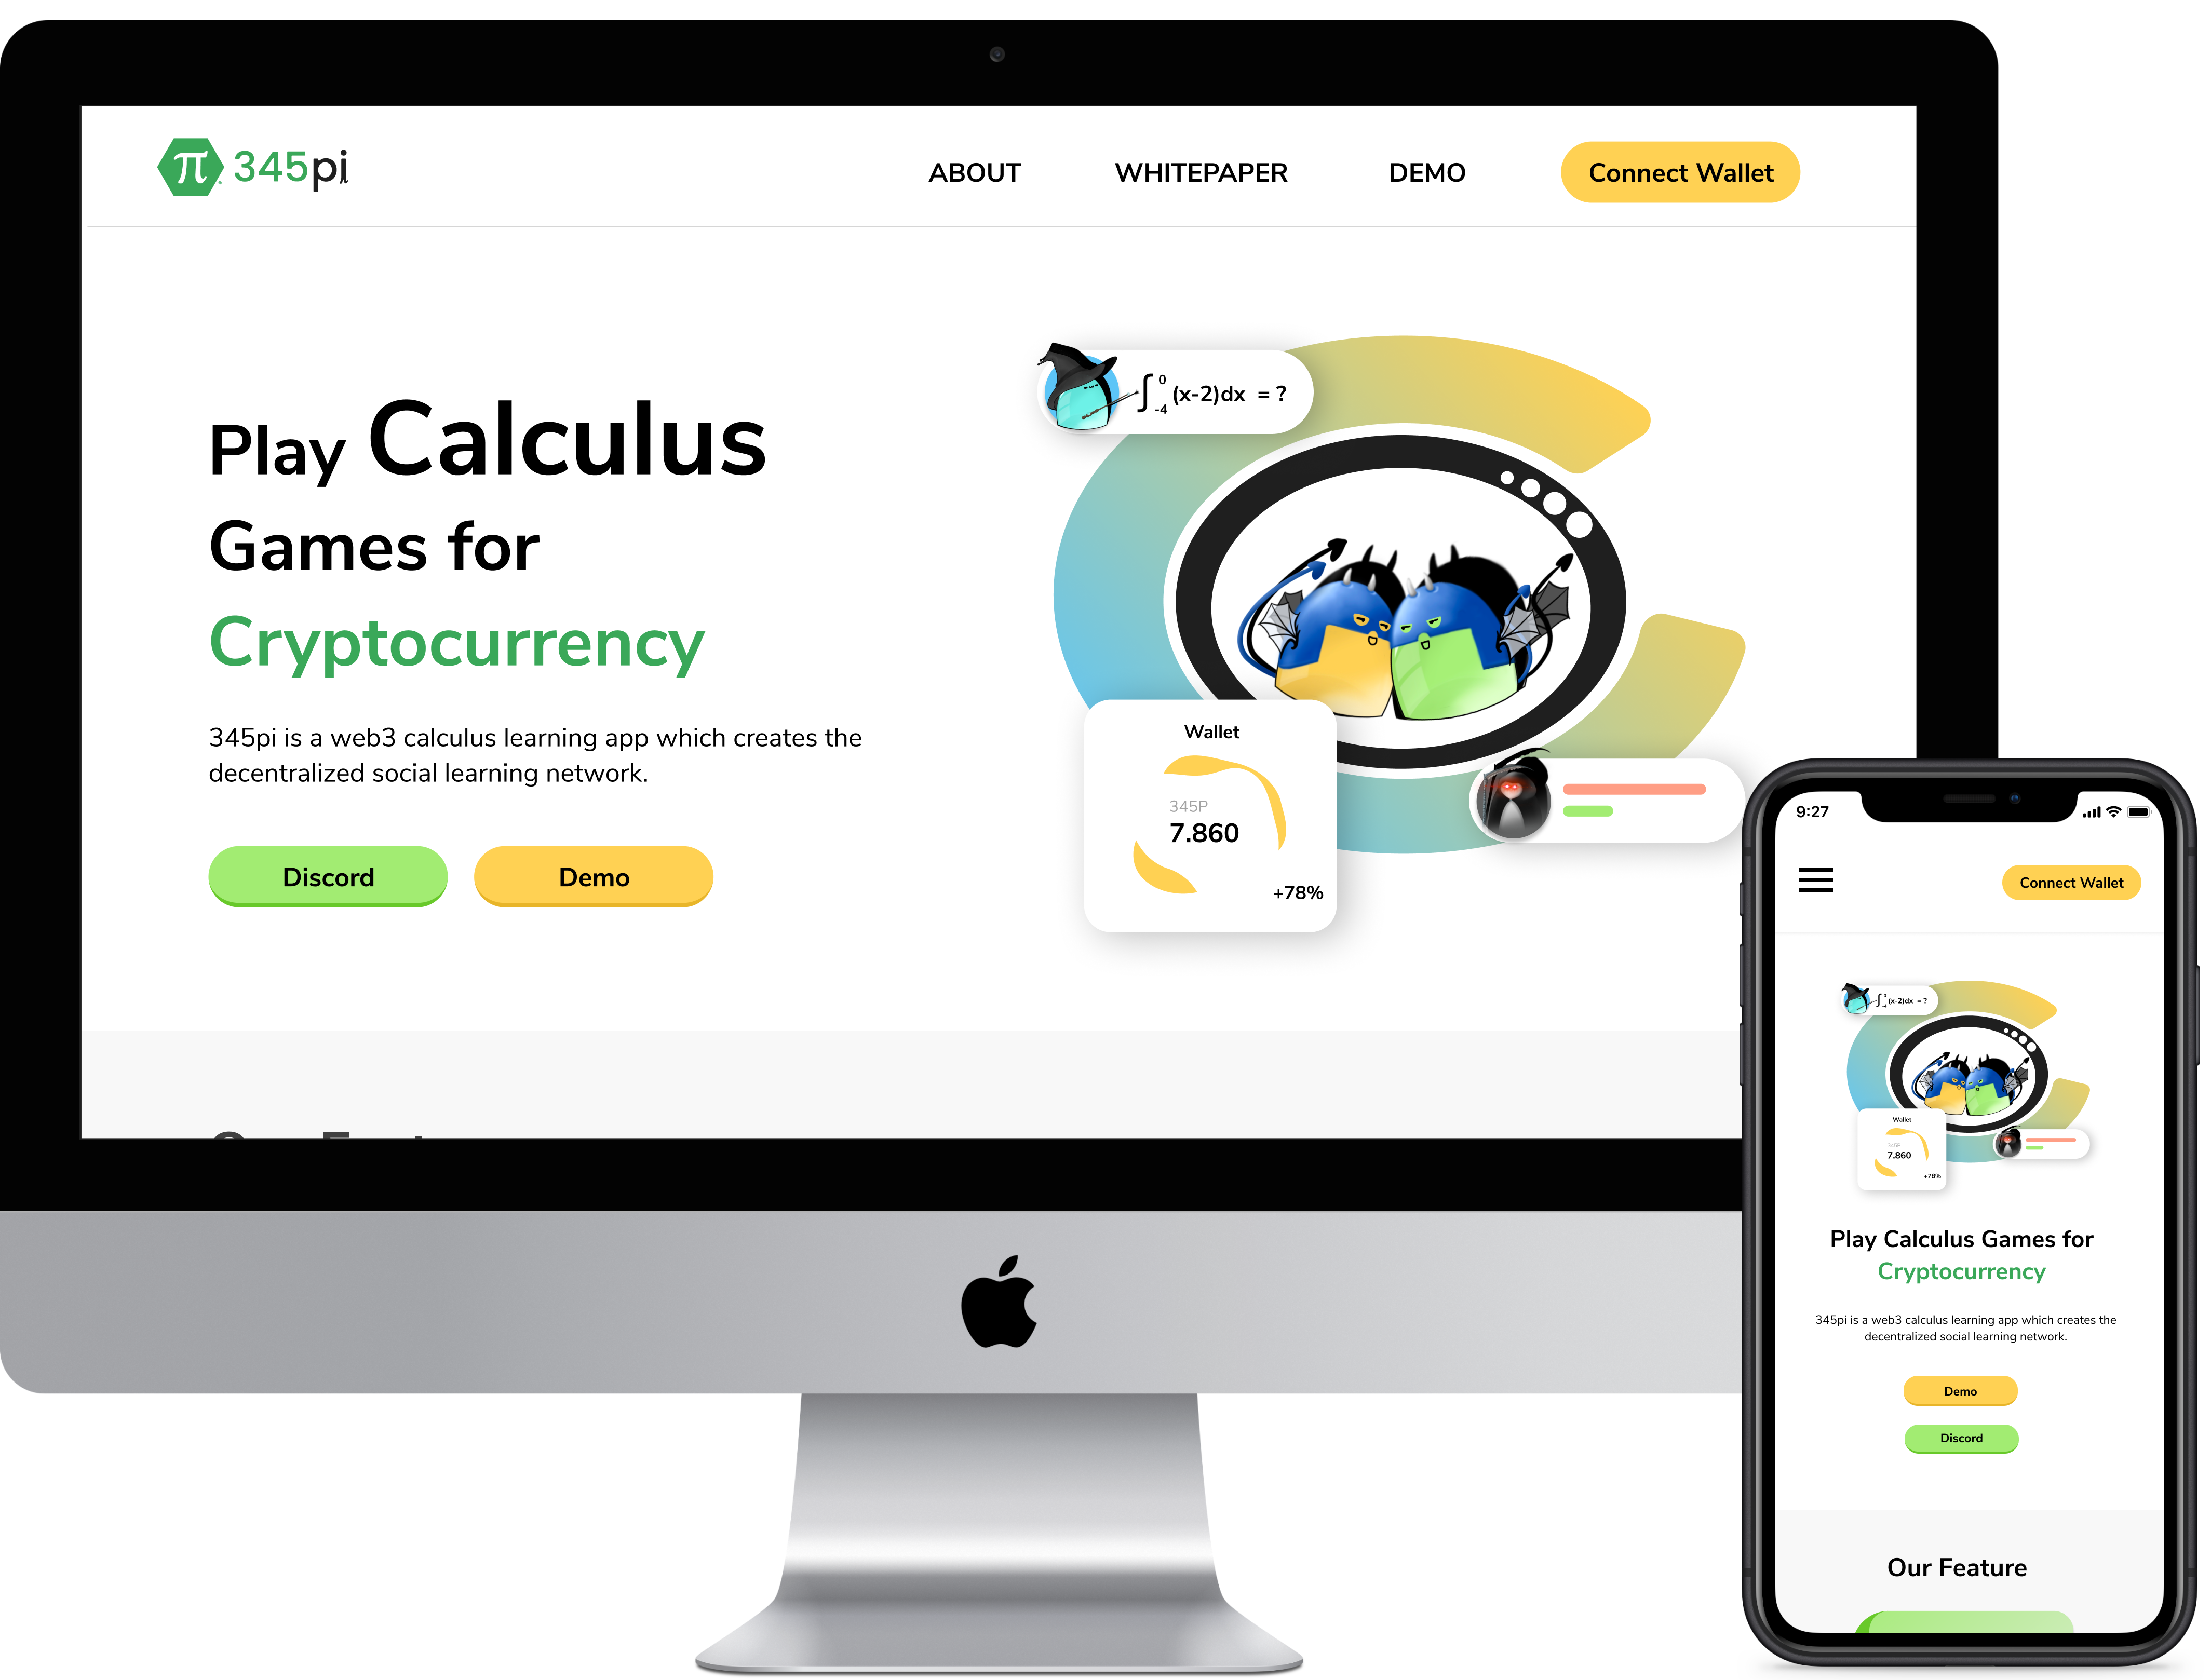 345pi
ABOUT WHITEPAPER DEMO Connect Wallet
Play Calculus
Games for
Cryptocurrency
345pi is a web3 calculus learning app which creates the
decentralized social learning network.
Discord Demo
∫ 0 -4 (x-2)dx = ?
Wallet
345P
7.860
+78%
9:27
Connect Wallet
∫ 0 -4 (x-2)dx = ?
Wallet
345P
7.860
+78%
Play Calculus Games for
Cryptocurrency
345pi is a web3 calculus learning app which creates the
decentralized social learning network.
Demo
Discord
Our Feature